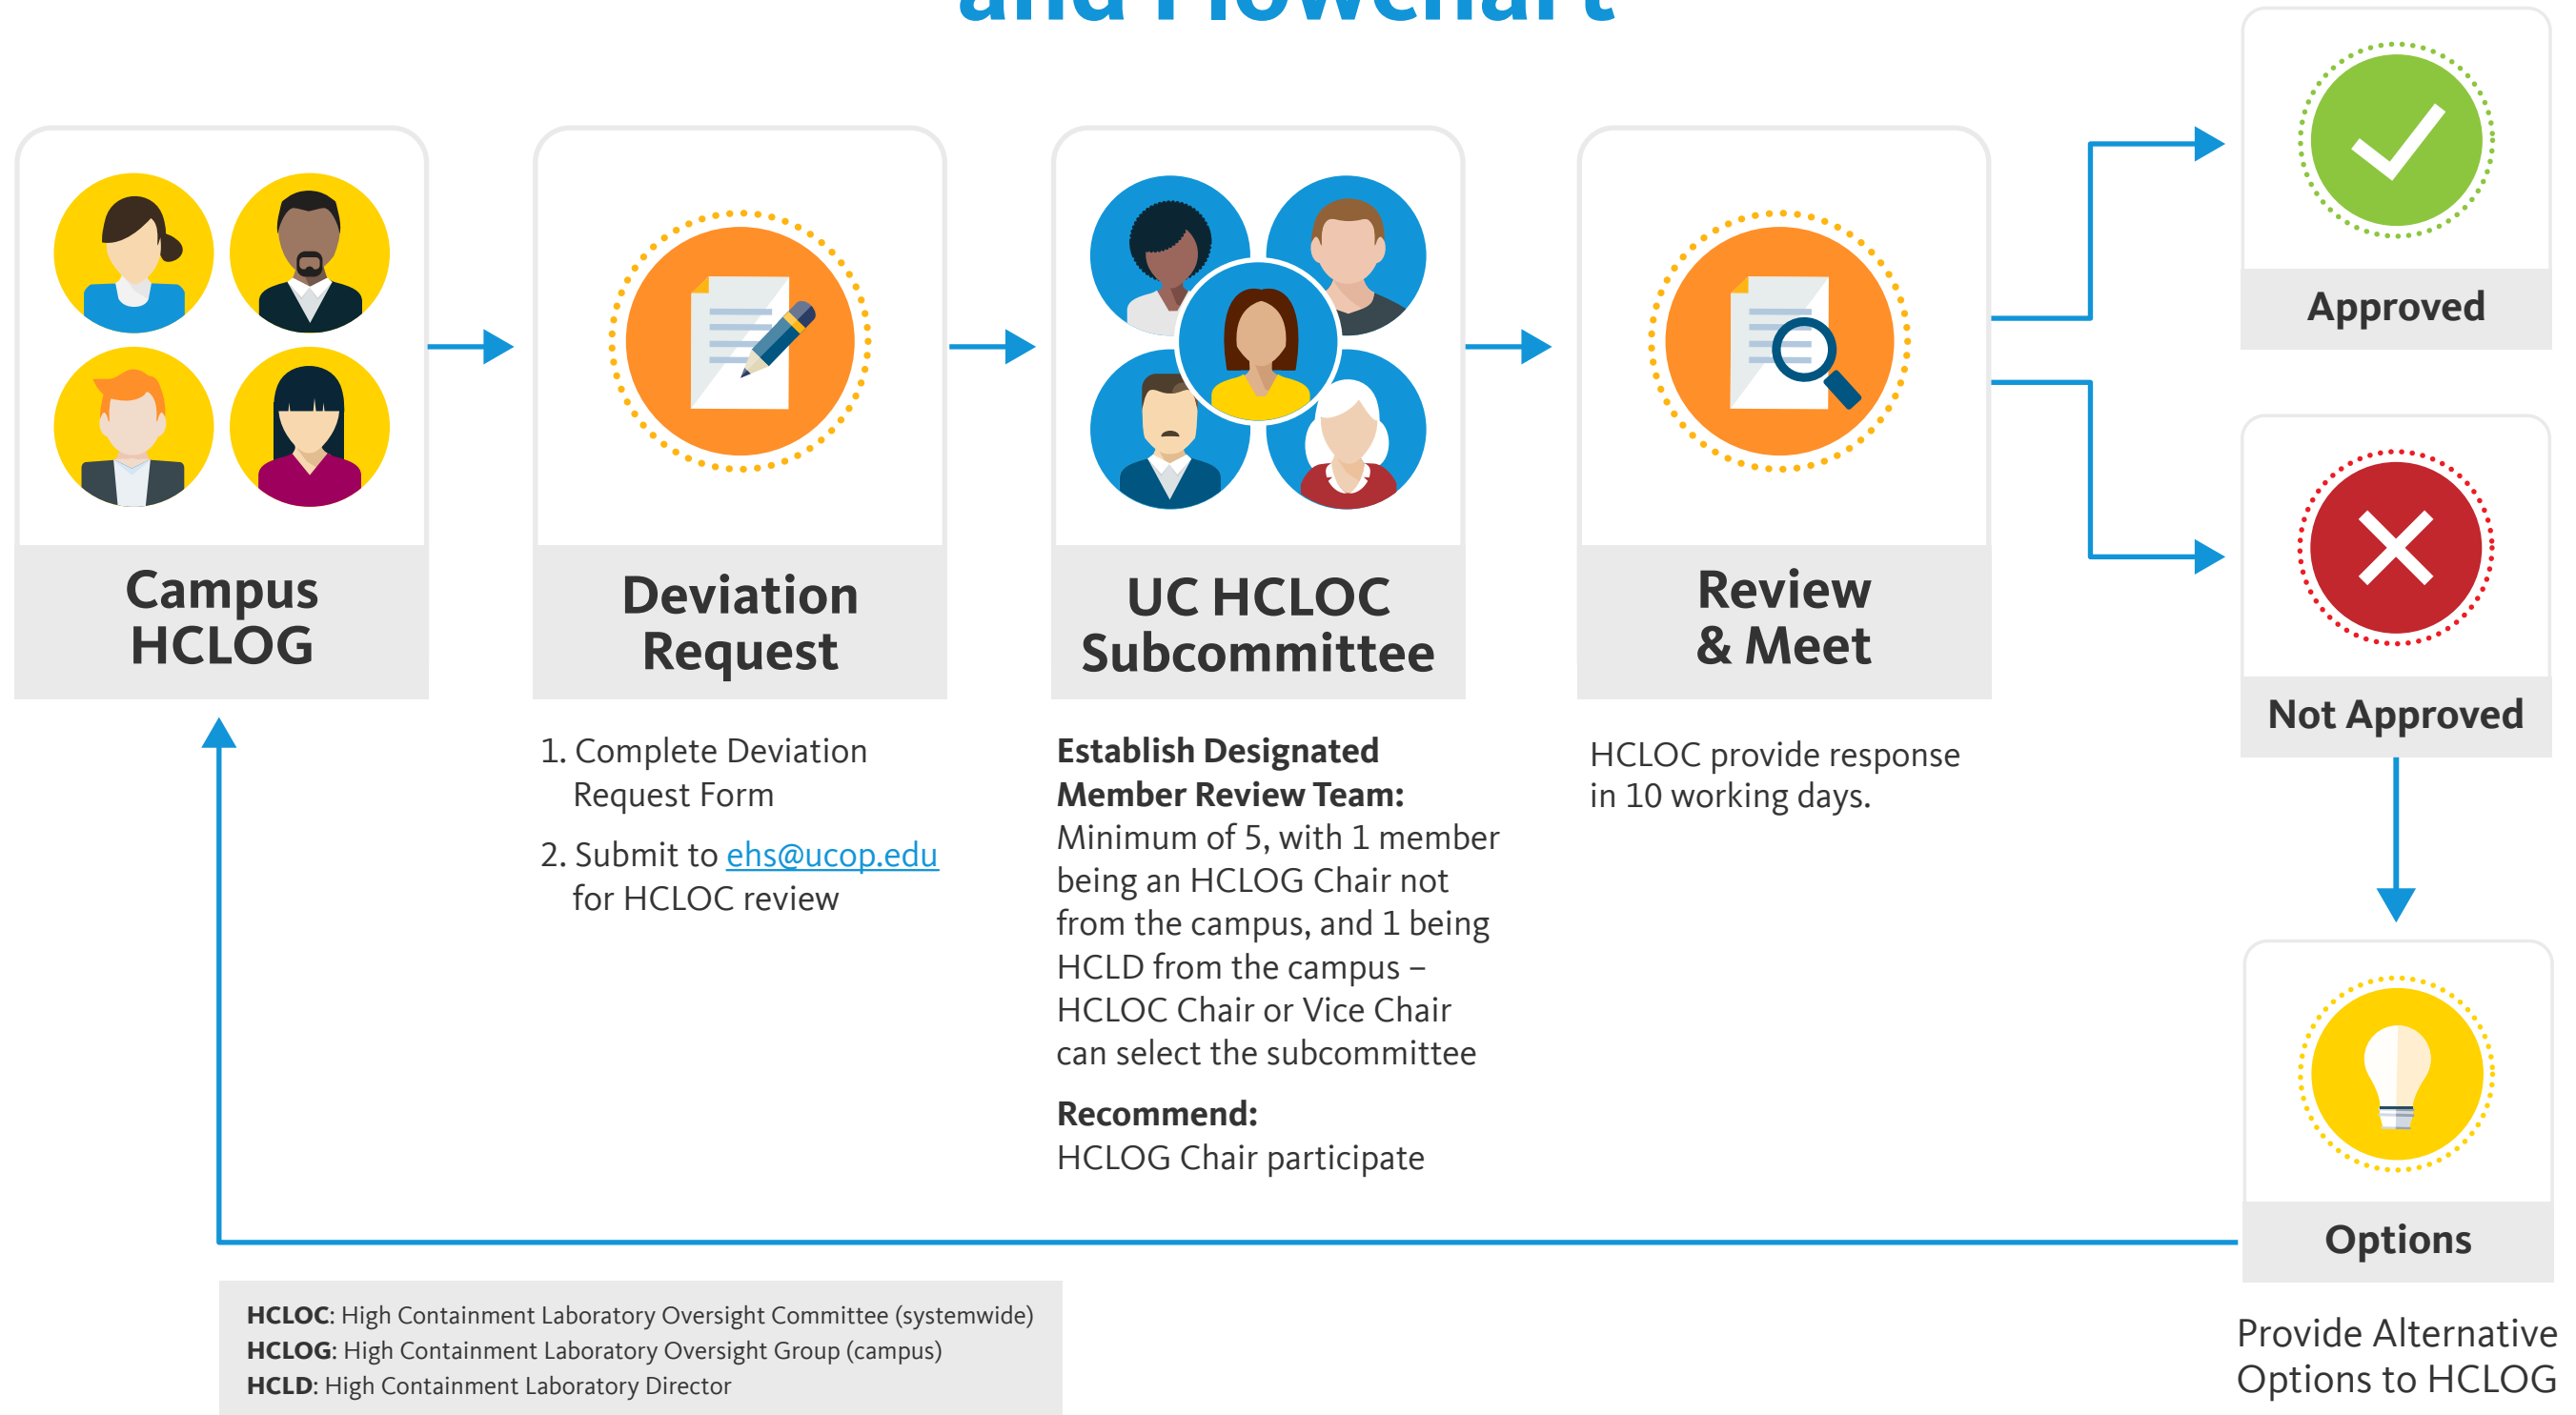 and Flowchart
Campus
HCLOG
Deviation
Request
1. Complete Deviation
Request Form
2. Submit to ehs@ucop.edu
for HCLOC review
UC HCLOC
Subcommittee
Establish Designated
Member Review Team:
Minimum of 5, with 1 member
being an HCLOG Chair not
from the campus, and 1 being
HCLD from the campus –
HCLOC Chair or Vice Chair
can select the subcommittee
Recommend:
HCLOG Chair participate
Review
& Meet
HCLOC provide response
in 10 working days.
Approved
Not Approved
Options
Provide Alternative
Options to HCLOG
HCLOC: High Containment Laboratory Oversight Committee (systemwide)
HCLOG: High Containment Laboratory Oversight Group (campus)
HCLD: High Containment Laboratory Director